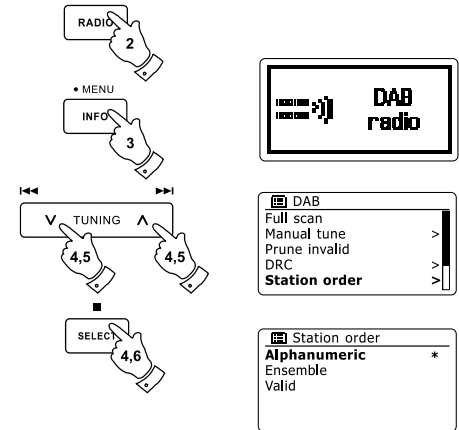 RADIO
2
• MENU
INFO
3
TUNING
4,5
4,5
SELECT
4,6
DAB
radio
DAB
Full scan
Manual tune >
Prune invalid
DRC >
Station order >
Station order
Alphanumeric *
Ensemble
Valid